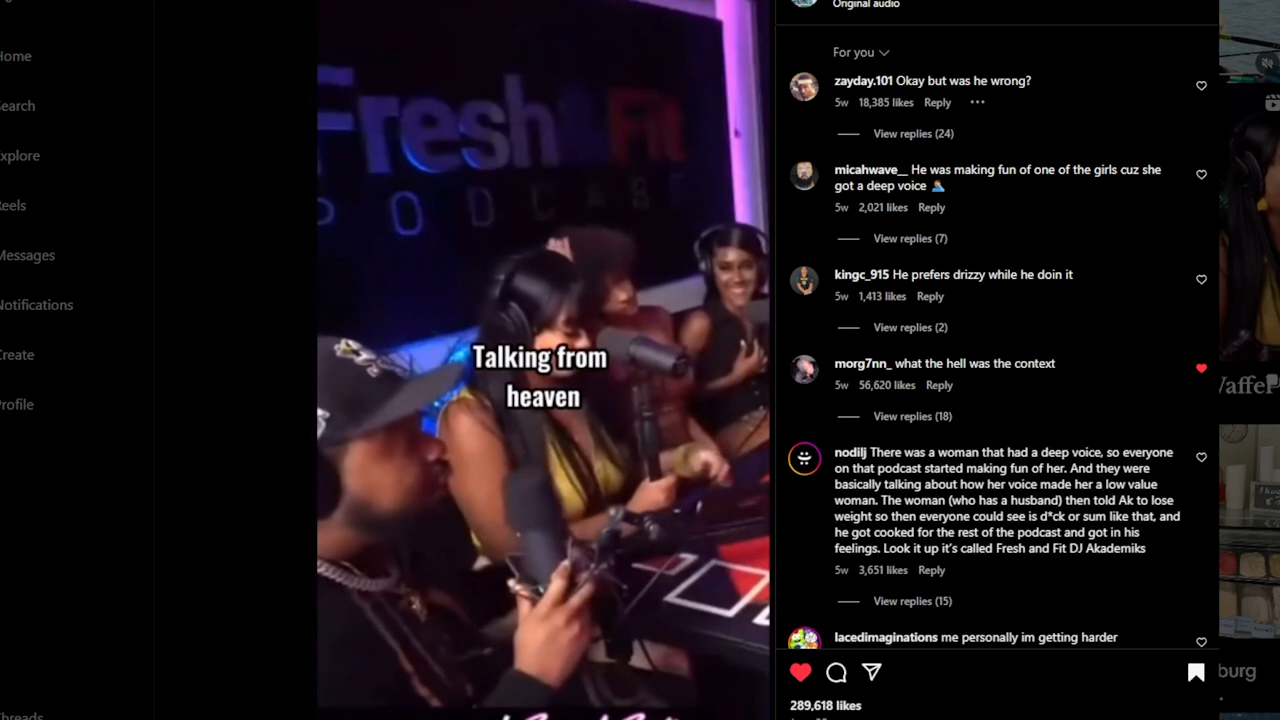 Original audio
Home
Search
Explore
Reels
Messages
Notifications
Create
Profile
Fresh & Fit
PODCAST
Talking from
heaven
For you
zayday.101 Okay but was he wrong?
5w 18,385 likes Reply ...
View replies (24)
micahwave__ He was making fun of one of the girls cuz she
got a deep voice 🤦🏽‍♂️
5w 2,021 likes Reply
View replies (7)
kingc_915 He prefers drizzy while he doin it
5w 1,413 likes Reply
View replies (2)
morg7nn_ what the hell was the context
5w 56,620 likes Reply
View replies (18)
nodilj There was a woman that had a deep voice, so everyone
on that podcast started making fun of her. And they were
basically talking about how her voice made her a low value
woman. The woman (who has a husband) then told Ak to lose
weight so then everyone could see is d*ck or sum like that, and
he got cooked for the rest of the podcast and got in his
feelings. Look it up it's called Fresh and Fit DJ Akademiks
5w 3,651 likes Reply
View replies (15)
lacedimaginations me personally im getting harder
289,618 likes
Threads
burg